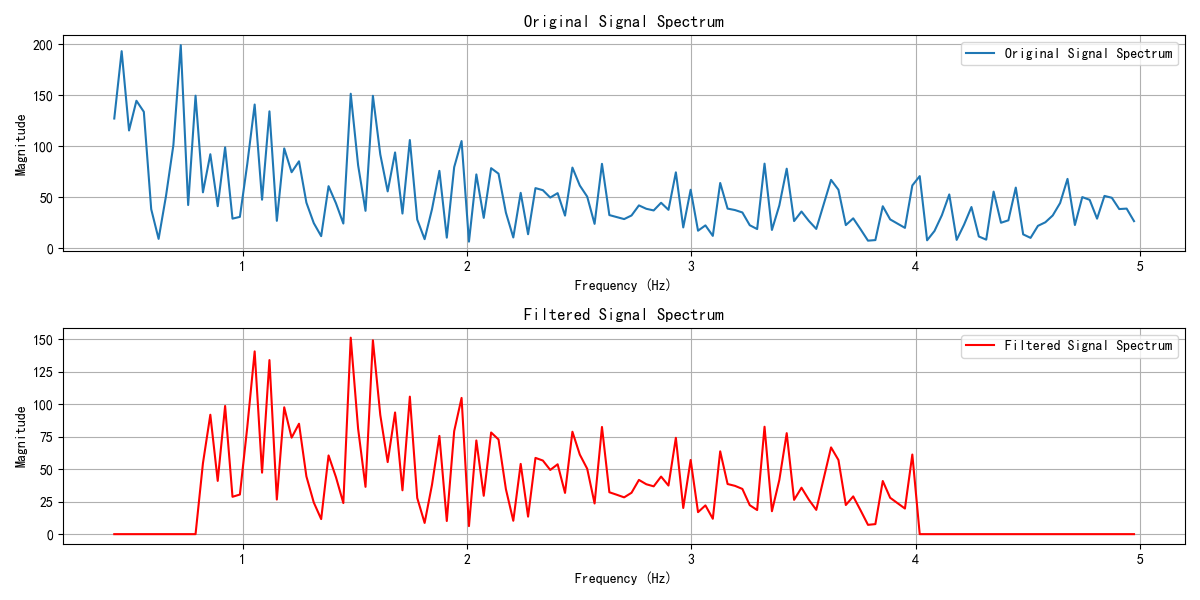 Original Signal Spectrum
Original Signal Spectrum
200
150
100
50
0
Magnitude
1 2 3 4 5
Frequency (Hz)
Filtered Signal Spectrum
Filtered Signal Spectrum
150
125
100
75
50
25
0
Magnitude
1 2 3 4 5
Frequency (Hz)